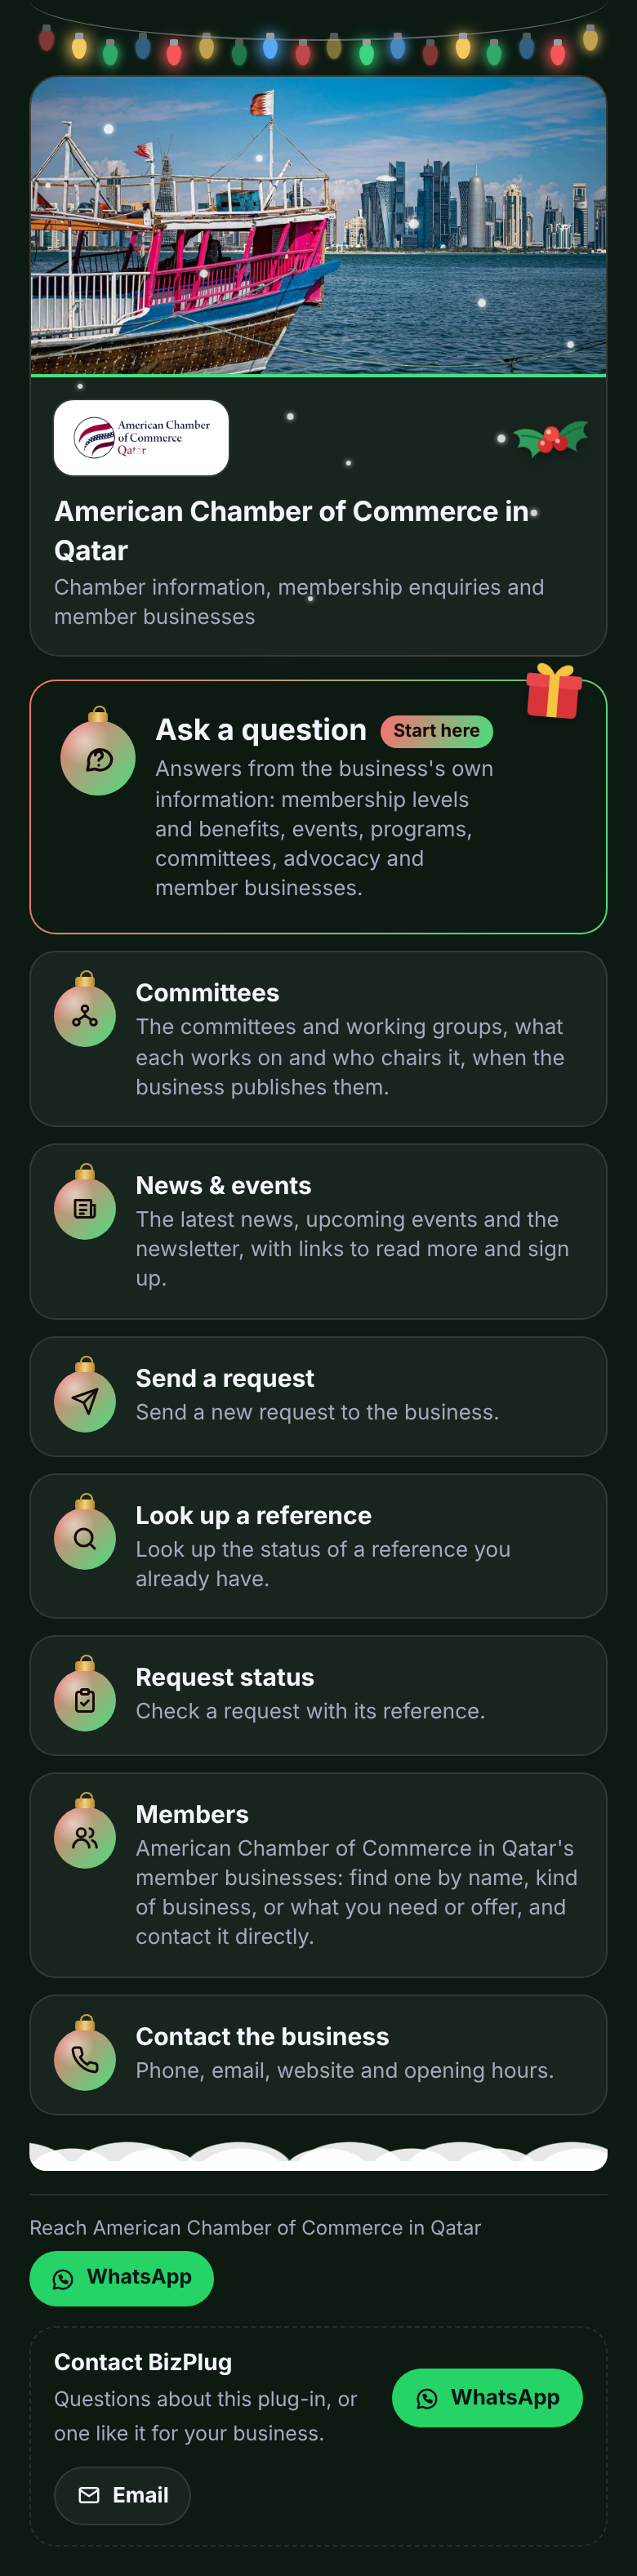 American Chamber
of Commerce
Qatar
American Chamber of Commerce in
Qatar
Chamber information, membership enquiries and
member businesses
Ask a question
Start here
Answers from the business's own
information: membership levels
and benefits, events, programs,
committees, advocacy and
member businesses.
Committees
The committees and working groups, what
each works on and who chairs it, when the
business publishes them.
News & events
The latest news, upcoming events and the
newsletter, with links to read more and sign
up.
Send a request
Send a new request to the business.
Look up a reference
Look up the status of a reference you
already have.
Request status
Check a request with its reference.
Members
American Chamber of Commerce in Qatar's
member businesses: find one by name, kind
of business, or what you need or offer, and
contact it directly.
Contact the business
Phone, email, website and opening hours.
Reach American Chamber of Commerce in Qatar
WhatsApp
Contact BizPlug
Questions about this plug-in, or
one like it for your business.
WhatsApp
Email